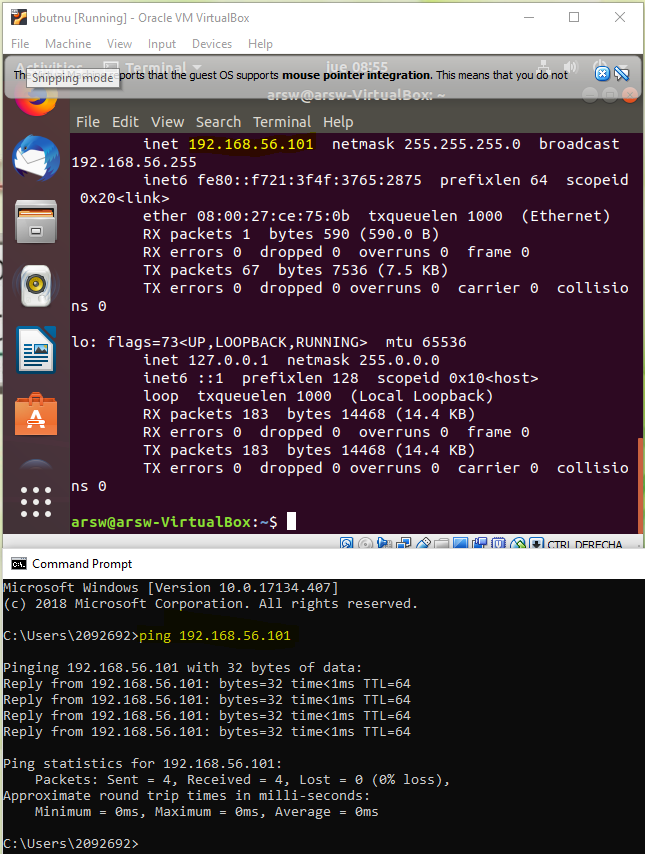 ubutnu [Running] - Oracle VM VirtualBox
File Machine View Input Devices Help
Snipping mode
ports that the guest OS supports mouse pointer integration. This means that you do not
Terminal
jue 08:55
arsw@arsw-VirtualBox: ~
File Edit View Search Terminal Help
inet 192.168.56.101 netmask 255.255.255.0 broadcast
192.168.56.255
inet6 fe80::f721:3f4f:3765:2875 prefixlen 64 scopeid
0x20<link>
ether 08:00:27:ce:75:0b txqueuelen 1000 (Ethernet)
RX packets 1 bytes 590 (590.0 B)
RX errors 0 dropped 0 overruns 0 frame 0
TX packets 67 bytes 7536 (7.5 KB)
TX errors 0 dropped 0 overruns 0 carrier 0 collisio
ns 0
lo: flags=73<UP,LOOPBACK,RUNNING> mtu 65536
inet 127.0.0.1 netmask 255.0.0.0
inet6 ::1 prefixlen 128 scopeid 0x10<host>
loop txqueuelen 1000 (Local Loopback)
RX packets 183 bytes 14468 (14.4 KB)
RX errors 0 dropped 0 overruns 0 frame 0
TX packets 183 bytes 14468 (14.4 KB)
TX errors 0 dropped 0 overruns 0 carrier 0 collisio
ns 0
arsw@arsw-VirtualBox:~$
CTRL DERECHA
Command Prompt
Microsoft Windows [Version 10.0.17134.407]
(c) 2018 Microsoft Corporation. All rights reserved.
C:\Users\2092692>ping 192.168.56.101
Pinging 192.168.56.101 with 32 bytes of data:
Reply from 192.168.56.101: bytes=32 time<1ms TTL=64
Reply from 192.168.56.101: bytes=32 time<1ms TTL=64
Reply from 192.168.56.101: bytes=32 time<1ms TTL=64
Reply from 192.168.56.101: bytes=32 time<1ms TTL=64
Ping statistics for 192.168.56.101:
Packets: Sent = 4, Received = 4, Lost = 0 (0% loss),
Approximate round trip times in milli-seconds:
Minimum = 0ms, Maximum = 0ms, Average = 0ms
C:\Users\2092692>